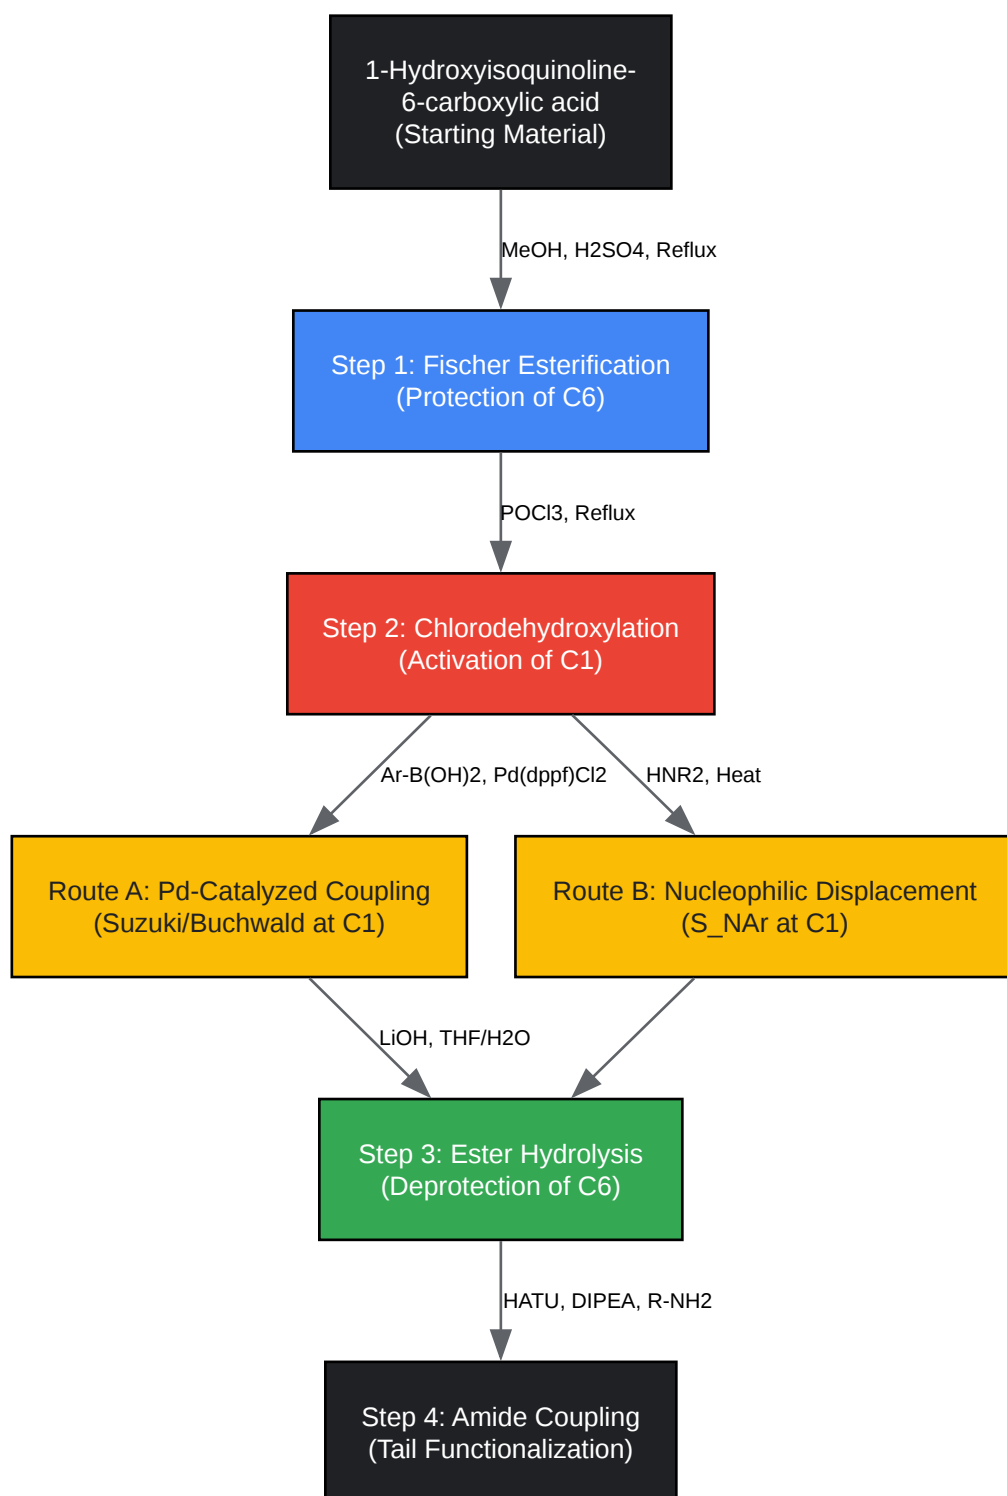 1-Hydroxyisoquinoline-
6-carboxylic acid
(Starting Material)
MeOH, H2SO4, Reflux
Step 1: Fischer Esterification
(Protection of C6)
POCl3, Reflux
Step 2: Chlorodehydroxylation
(Activation of C1)
Ar-B(OH)2, Pd(dppf)Cl2
HNR2, Heat
Route A: Pd-Catalyzed Coupling
(Suzuki/Buchwald at C1)
Route B: Nucleophilic Displacement
(S_NAr at C1)
LiOH, THF/H2O
Step 3: Ester Hydrolysis
(Deprotection of C6)
HATU, DIPEA, R-NH2
Step 4: Amide Coupling
(Tail Functionalization)